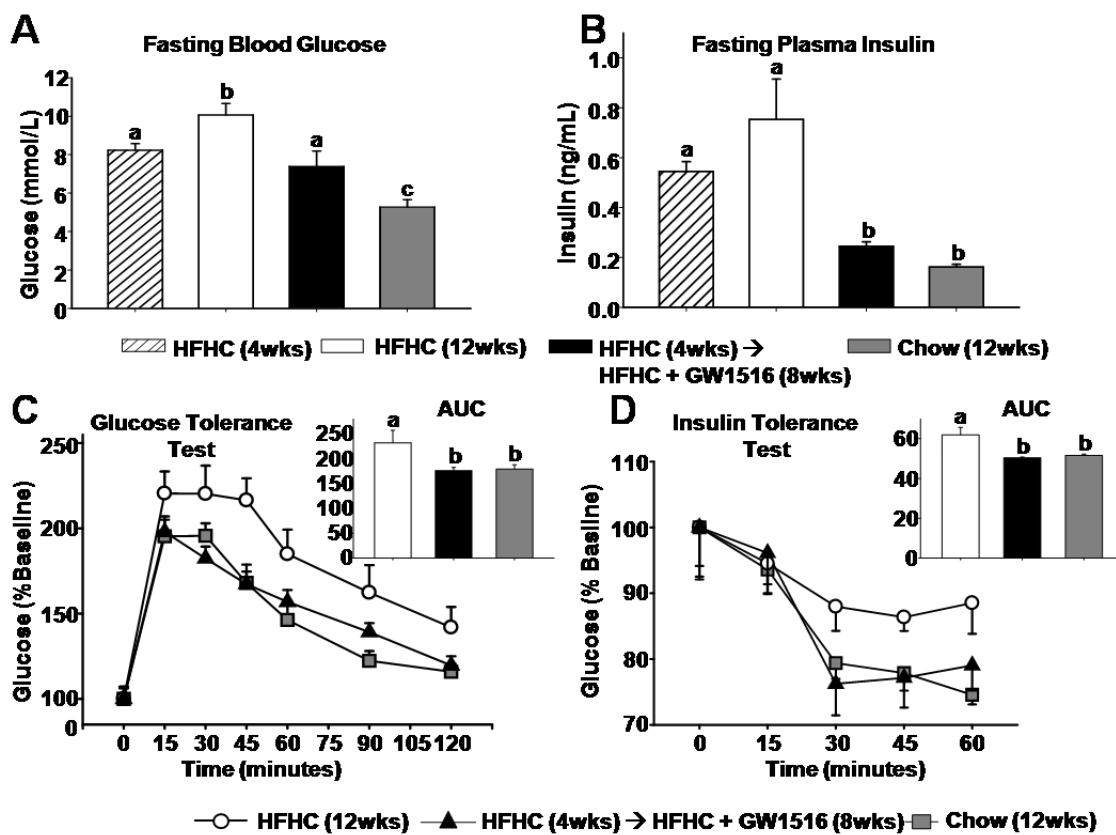 A
Fasting Blood Glucose
Glucose (mmol/L)
12
10
8
6
4
2
0
a
b
a
c
B
Fasting Plasma Insulin
Insulin (ng/mL)
1.0
0.8
0.6
0.4
0.2
0.0
a
a
b
b
HFHC (4wks)
HFHC (12wks)
HFHC (4wks) →
HFHC + GW1516 (8wks)
Chow (12wks)
C
Glucose Tolerance
Test
Glucose (% Baseline)
250
200
150
100
0
0 15 30 45 60 75 90 105 120
Time (minutes)
AUC
250
200
150
100
50
0
a
b
b
D
Insulin Tolerance
Test
Glucose (% Basline)
110
100
90
80
70
0 15 30 45 60
Time (minutes)
AUC
60
40
20
0
a
b
b
HFHC (12wks)
HFHC (4wks) → HFHC + GW1516 (8wks)
Chow (12wks)